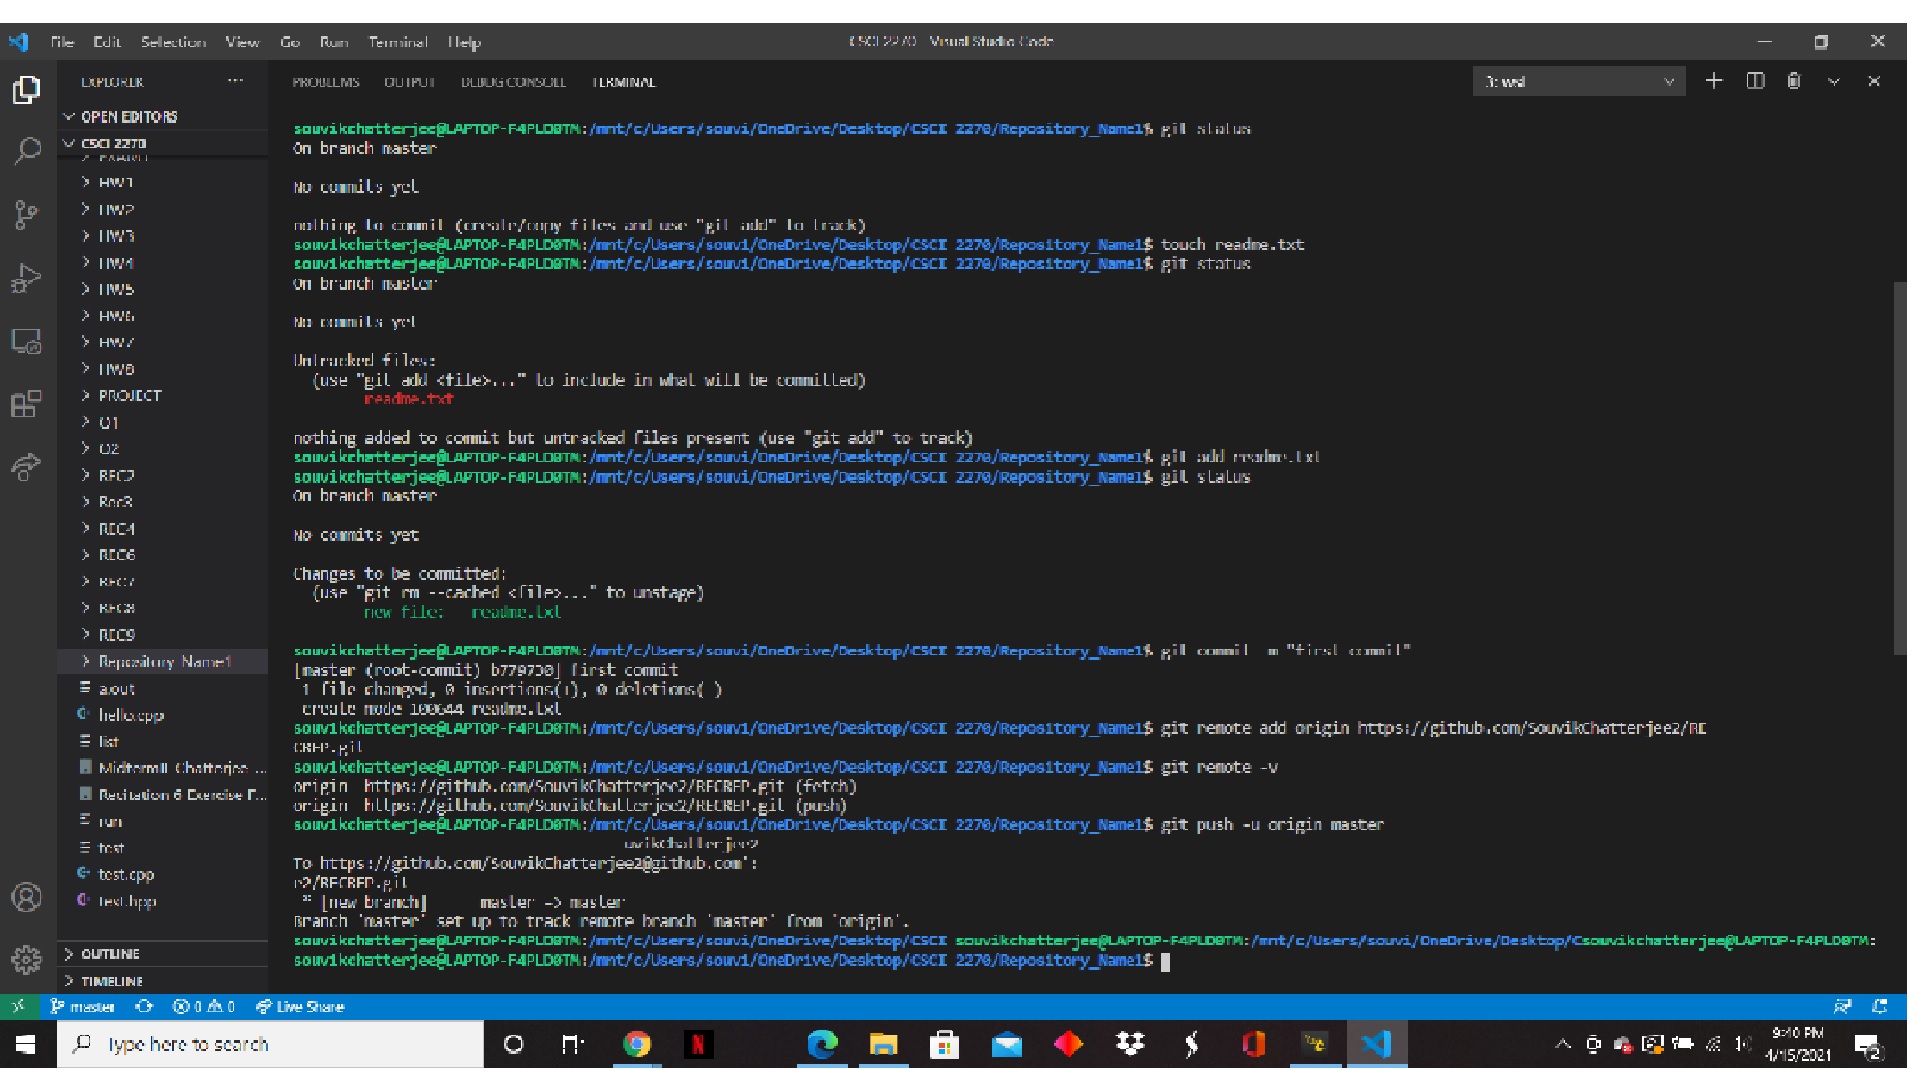 File Edit Selection View Go Run Terminal Help
CSCI 2270 - Visual Studio Code
EXPLORER
OPEN EDITORS
CSCI 2270
EXAM1
HW1
HW2
HW3
HW4
HW5
HW6
HW7
HW8
PROJECT
Q1
Q2
REC2
Rec3
REC4
REC6
REC7
REC8
REC9
Repository_Name1
a.out
hello.cpp
list
Midterm1_Chatterjee_...
Recitation 6 Exercise F...
run
test
test.cpp
test.hpp
OUTLINE
TIMELINE
PROBLEMS OUTPUT DEBUG CONSOLE TERMINAL
3: wsl
souvikchatterjee@LAPTOP-F4PLD0TM:/mnt/c/Users/souvi/OneDrive/Desktop/CSCI 2270/Repository_Name1$ git status
On branch master
No commits yet
nothing to commit (create/copy files and use "git add" to track)
souvikchatterjee@LAPTOP-F4PLD0TM:/mnt/c/Users/souvi/OneDrive/Desktop/CSCI 2270/Repository_Name1$ touch readme.txt
souvikchatterjee@LAPTOP-F4PLD0TM:/mnt/c/Users/souvi/OneDrive/Desktop/CSCI 2270/Repository_Name1$ git status
On branch master
No commits yet
Untracked files:
(use "git add <file>..." to include in what will be committed)
readme.txt
nothing added to commit but untracked files present (use "git add" to track)
souvikchatterjee@LAPTOP-F4PLD0TM:/mnt/c/Users/souvi/OneDrive/Desktop/CSCI 2270/Repository_Name1$ git add readme.txt
souvikchatterjee@LAPTOP-F4PLD0TM:/mnt/c/Users/souvi/OneDrive/Desktop/CSCI 2270/Repository_Name1$ git status
On branch master
No commits yet
Changes to be committed:
(use "git rm --cached <file>..." to unstage)
new file: readme.txt
souvikchatterjee@LAPTOP-F4PLD0TM:/mnt/c/Users/souvi/OneDrive/Desktop/CSCI 2270/Repository_Name1$ git commit -m "first commit"
[master (root-commit) b779730] first commit
1 file changed, 0 insertions(+), 0 deletions(-)
create mode 100644 readme.txt
souvikchatterjee@LAPTOP-F4PLD0TM:/mnt/c/Users/souvi/OneDrive/Desktop/CSCI 2270/Repository_Name1$ git remote add origin https://github.com/SouvikChatterjee2/RE
CREP.git
souvikchatterjee@LAPTOP-F4PLD0TM:/mnt/c/Users/souvi/OneDrive/Desktop/CSCI 2270/Repository_Name1$ git remote -v
origin https://github.com/SouvikChatterjee2/RECREP.git (fetch)
origin https://github.com/SouvikChatterjee2/RECREP.git (push)
souvikchatterjee@LAPTOP-F4PLD0TM:/mnt/c/Users/souvi/OneDrive/Desktop/CSCI 2270/Repository_Name1$ git push -u origin master
uvikChatterjee2
To https://github.com/SouvikChatterjee2@github.com':
e2/RECREP.git
* [new branch] master -> master
Branch 'master' set up to track remote branch 'master' from 'origin'.
souvikchatterjee@LAPTOP-F4PLD0TM:/mnt/c/Users/souvi/OneDrive/Desktop/CSCI souvikchatterjee@LAPTOP-F4PLD0TM:/mnt/c/Users/souvi/OneDrive/Desktop/Csouvikchatterjee@LAPTOP-F4PLD0TM:
souvikchatterjee@LAPTOP-F4PLD0TM:/mnt/c/Users/souvi/OneDrive/Desktop/CSCI 2270/Repository_Name1$
master 0 0 Live Share
Type here to search
9:40 PM
4/15/2021
2